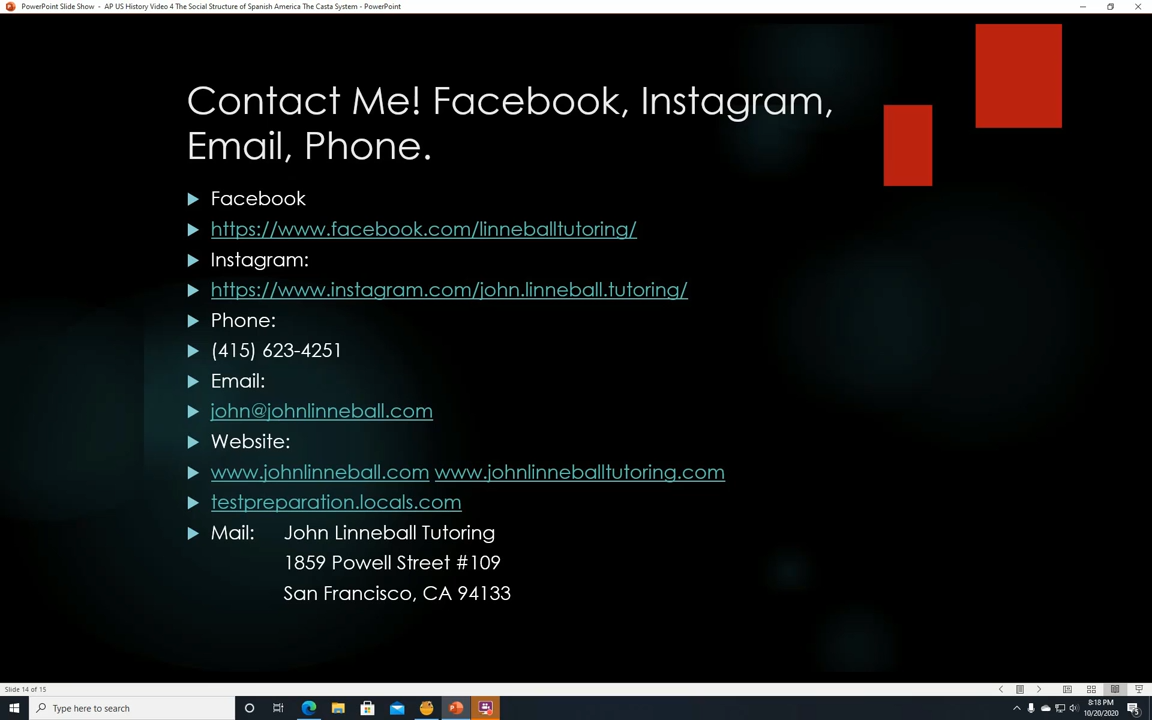 PowerPoint Slide Show - AP US History Video 4 The Social Structure of Spanish America The Casta System - PowerPoint
Contact Me! Facebook, Instagram,
Email, Phone.
Facebook
https://www.facebook.com/linneballtutoring/
Instagram:
https://www.instagram.com/john.linneball.tutoring/
Phone:
(415) 623-4251
Email:
john@johnlinneball.com
Website:
www.johnlinneball.com www.johnlinneballtutoring.com
testpreparation.locals.com
Mail: John Linneball Tutoring
1859 Powell Street #109
San Francisco, CA 94133
Slide 14 of 15
Type here to search
8:18 PM
10/20/2020
5